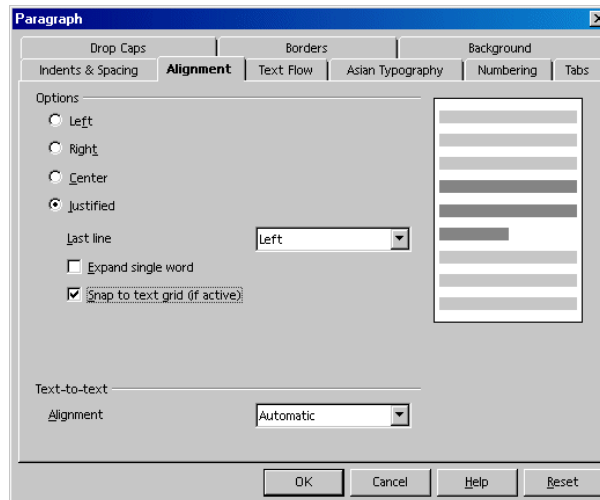 Paragraph
Drop Caps Borders Background
Indents & Spacing Alignment Text Flow Asian Typography Numbering Tabs
Options
Left
Right
Center
Justified
Last line Left
Expand single word
Snap to text grid (if active)
Text-to-text
Alignment Automatic
OK Cancel Help Reset